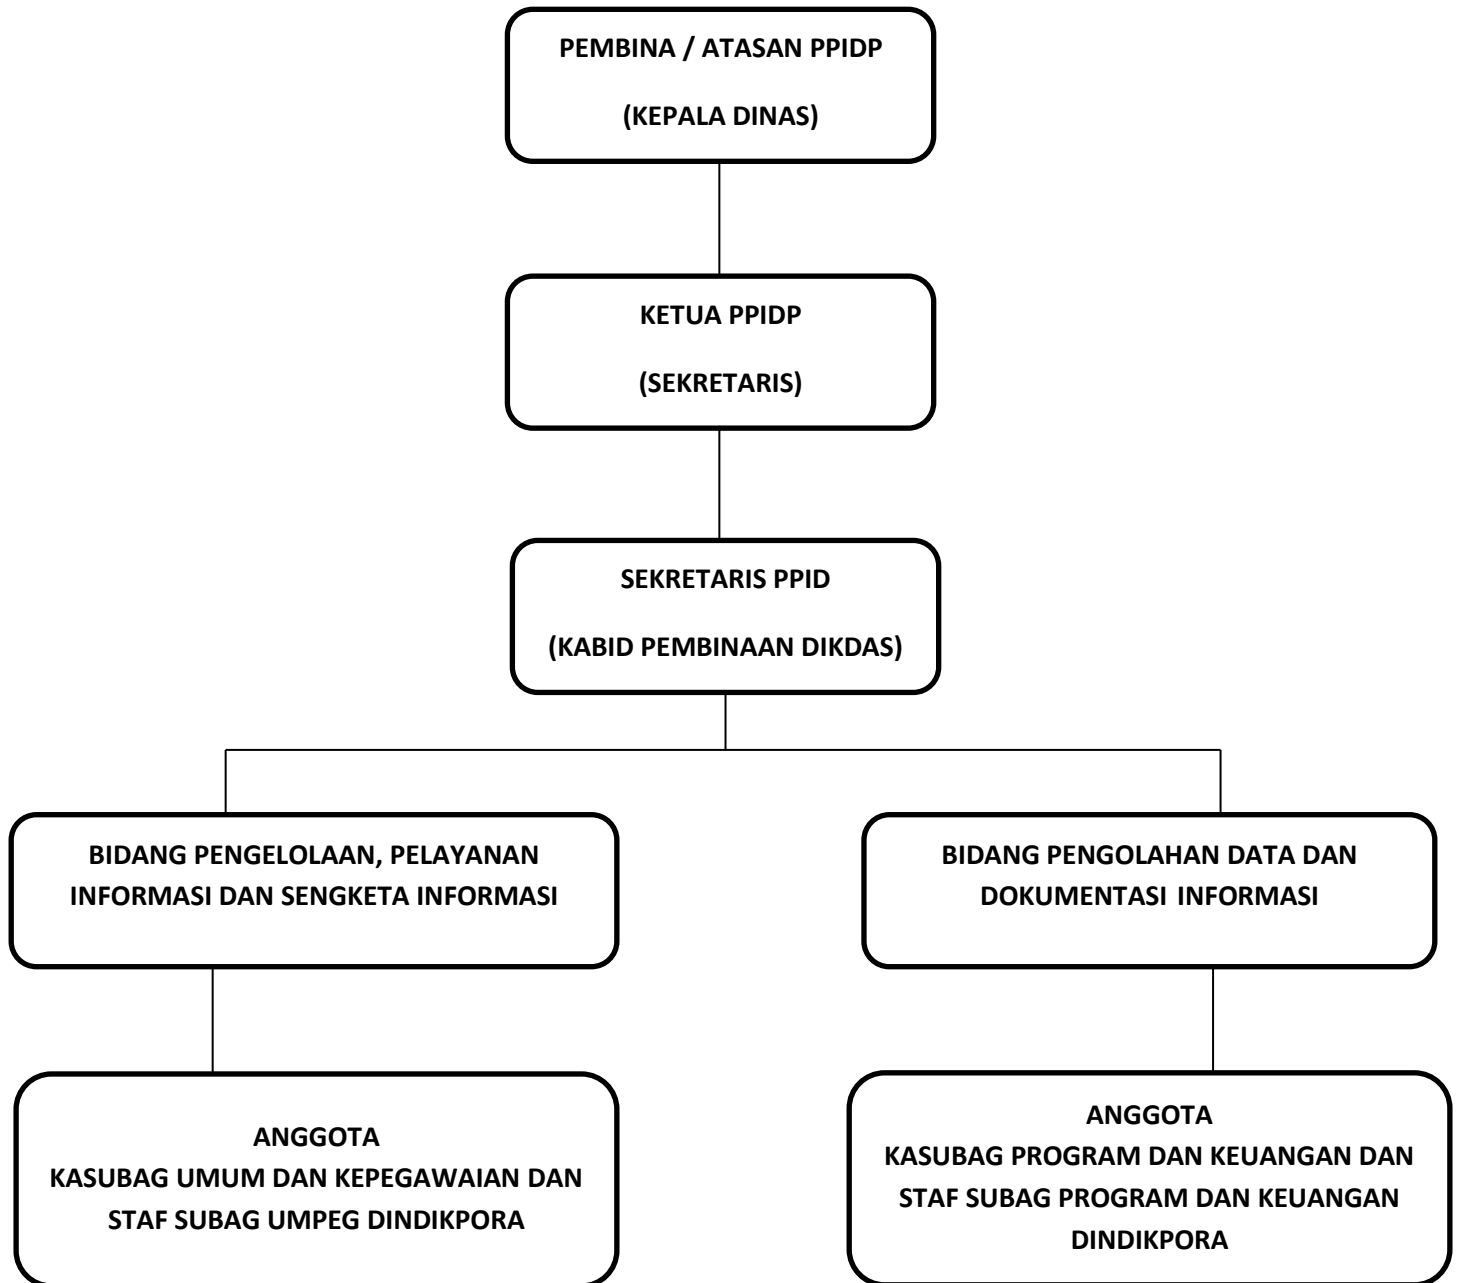 PEMBINA / ATASAN PPIDP
(KEPALA DINAS)
KETUA PPIDP
(SEKRETARIS)
SEKRETARIS PPID
(KABID PEMBINAAN DIKDAS)
BIDANG PENGELOLAAN, PELAYANAN
INFORMASI DAN SENGKETA INFORMASI
BIDANG PENGOLAHAN DATA DAN
DOKUMENTASI INFORMASI
ANGGOTA
KASUBAG UMUM DAN KEPEGAWAIAN DAN
STAF SUBAG UMPEG DINDIKPORA
ANGGOTA
KASUBAG PROGRAM DAN KEUANGAN DAN
STAF SUBAG PROGRAM DAN KEUANGAN
DINDIKPORA